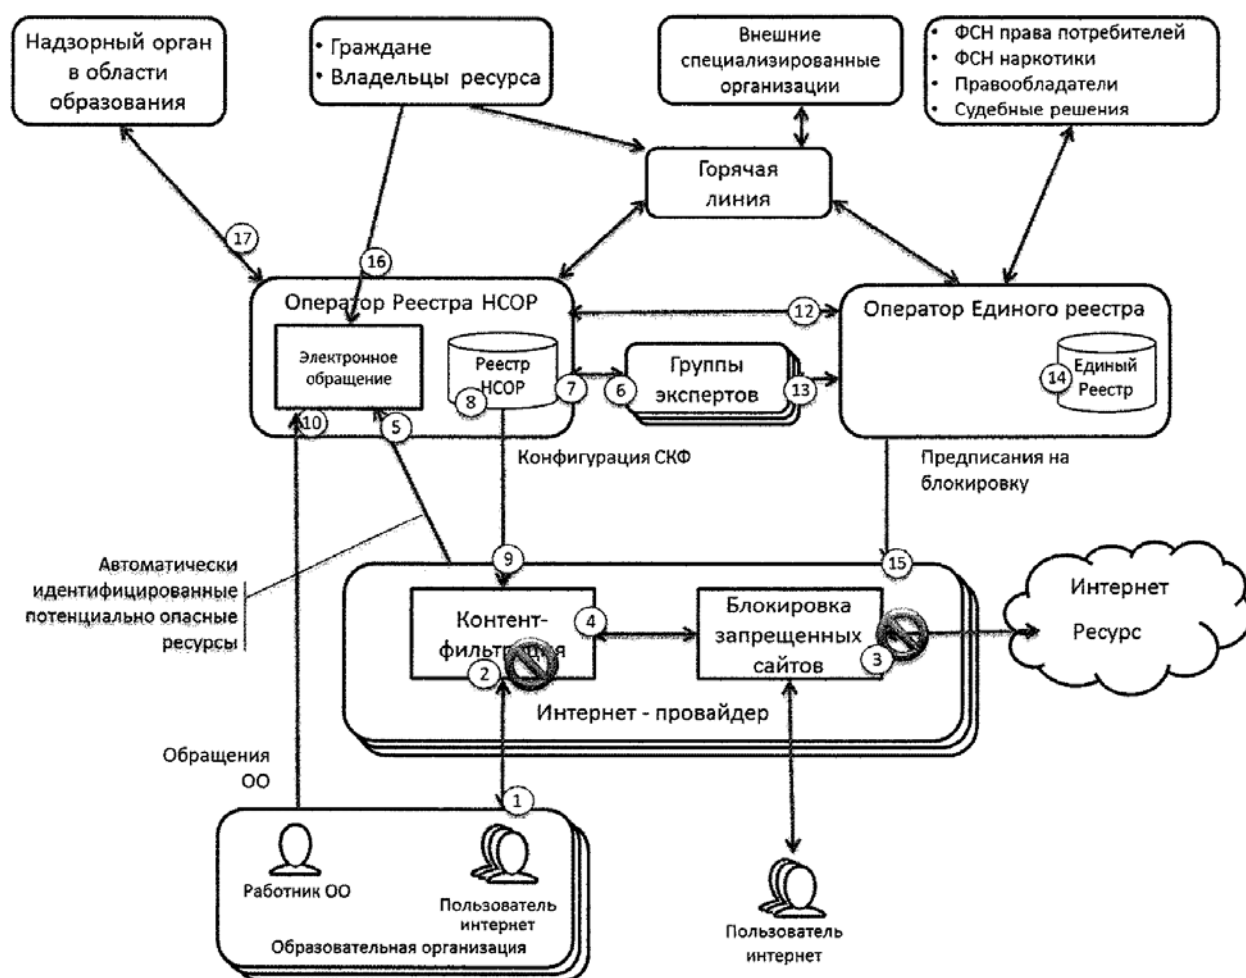 Надзорный орган
в области
образования
• Граждане
• Владельцы ресурса
Внешние
специализированные
организации
• ФСН права потребителей
• ФСН наркотики
• Правообладатели
• Судебные решения
Горячая
линия
17
16
Оператор Реестра НСОР
12
Оператор Единого реестра
Электронное
обращение
Реестр
НСОР
8
7
6
Группы
экспертов
13
14
Единый
Реестр
10
5
Конфигурация СКФ
Предписания на
блокировку
Автоматически
идентифицированные
потенциально опасные
ресурсы
9
15
Контент-
фильтрация
2
4
Блокировка
запрещенных
сайтов
3
Интернет
Ресурс
Интернет - провайдер
Обращения
ОО
1
Работник ОО
Пользователь
интернет
Образовательная организация
Пользователь
интернет